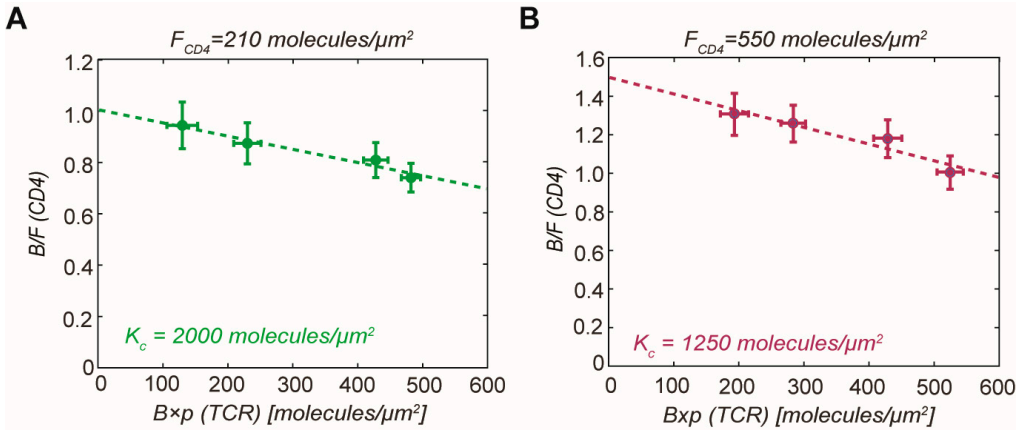 A
F_CD4=210 molecules/µm²
1.2
1.0
0.8
0.6
0.4
0.2
0
B/F (CD4)
K_c = 2000 molecules/µm²
0 100 200 300 400 500 600
B×p (TCR) [molecules/µm²]
B
F_CD4=550 molecules/µm²
1.6
1.4
1.2
1.0
0.8
0.6
0.4
0.2
0
B/F (CD4)
K_c = 1250 molecules/µm²
0 100 200 300 400 500 600
Bxp (TCR) [molecules/µm²]